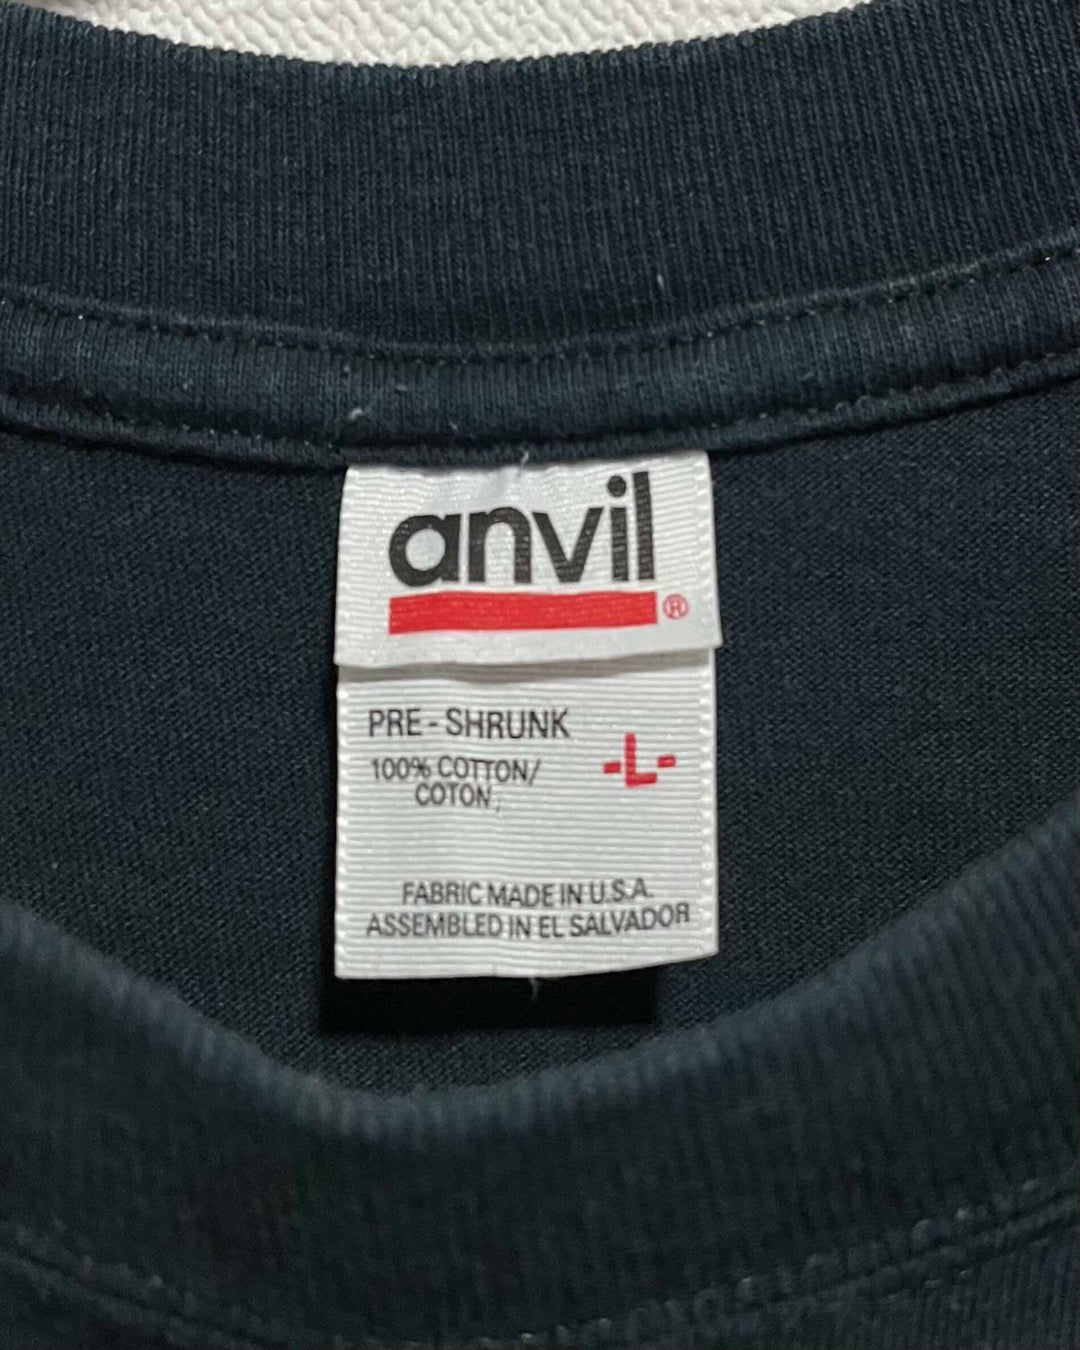 anvil
®
PRE-SHRUNK
-L-
100% COTTON/
COTON,
FABRIC MADE IN U.S.A.
ASSEMBLED IN EL SALVADOR